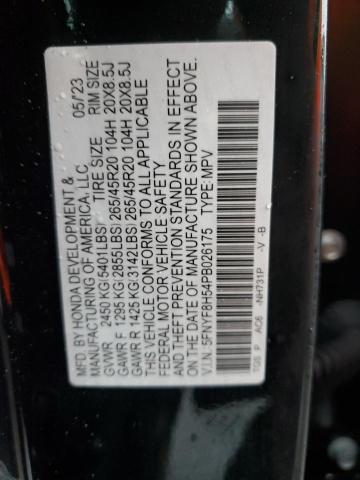 MFD. BY HONDA DEVELOPMENT & 05/23
MANUFACTURING OF AMERICA, LLC.
TIRE SIZE RIM SIZE
GVWR 2450 KG(5401LBS)
GAWR F 1295 KG(2855LBS)265/45R20 104H 20X8.5J
GAWR R 1425 KG(3142LBS)265/45R20 104H 20X8.5J
THIS VEHICLE CONFORMS TO ALL APPLICABLE
FEDERAL MOTOR VEHICLE SAFETY
AND THEFT PREVENTION STANDARDS IN EFFECT
ON THE DATE OF MANUFACTURE SHOWN ABOVE.
V.I.N.: 5FNYF8H54PB026175 TYPE: MPV
TGS P AC6 -NH731P -V -B